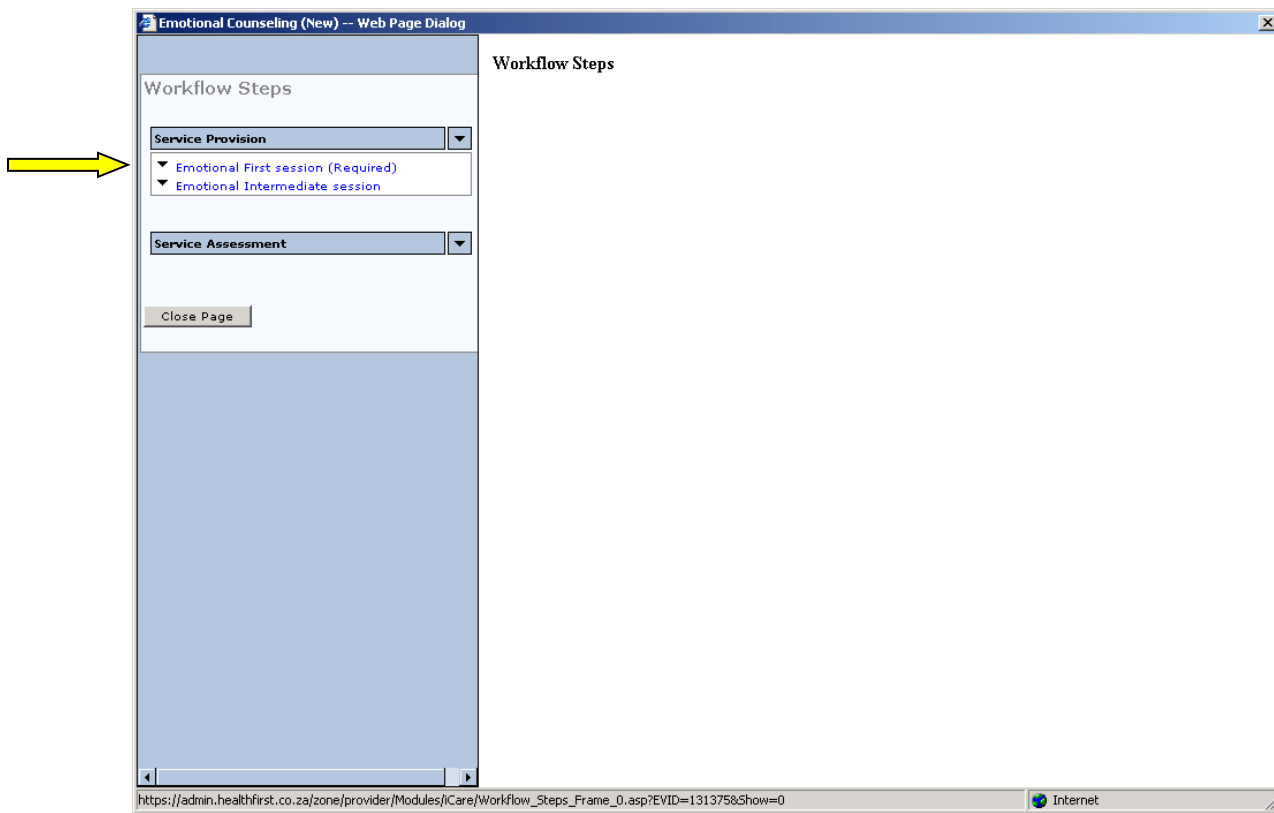 Emotional Counseling (New) -- Web Page Dialog
Workflow Steps
Workflow Steps
Service Provision
Emotional First session (Required)
Emotional Intermediate session
Service Assessment
Close Page
https://admin.healthfirst.co.za/zone/provider/Modules/iCare/Workflow_Steps_Frame_0.asp?EVID=131375&Show=0
Internet